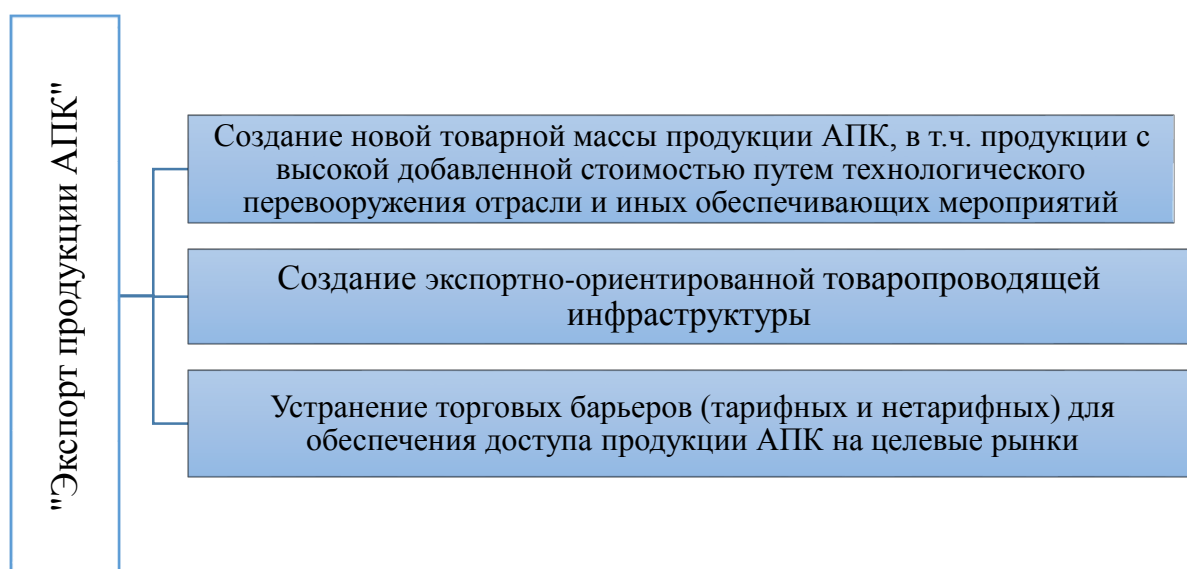 "Экспорт продукции АПК"
Создание новой товарной массы продукции АПК, в т.ч. продукции с
высокой добавленной стоимостью путем технологического
перевооружения отрасли и иных обеспечивающих мероприятий
Создание экспортно-ориентированной товаропроводящей
инфраструктуры
Устранение торговых барьеров (тарифных и нетарифных) для
обеспечения доступа продукции АПК на целевые рынки